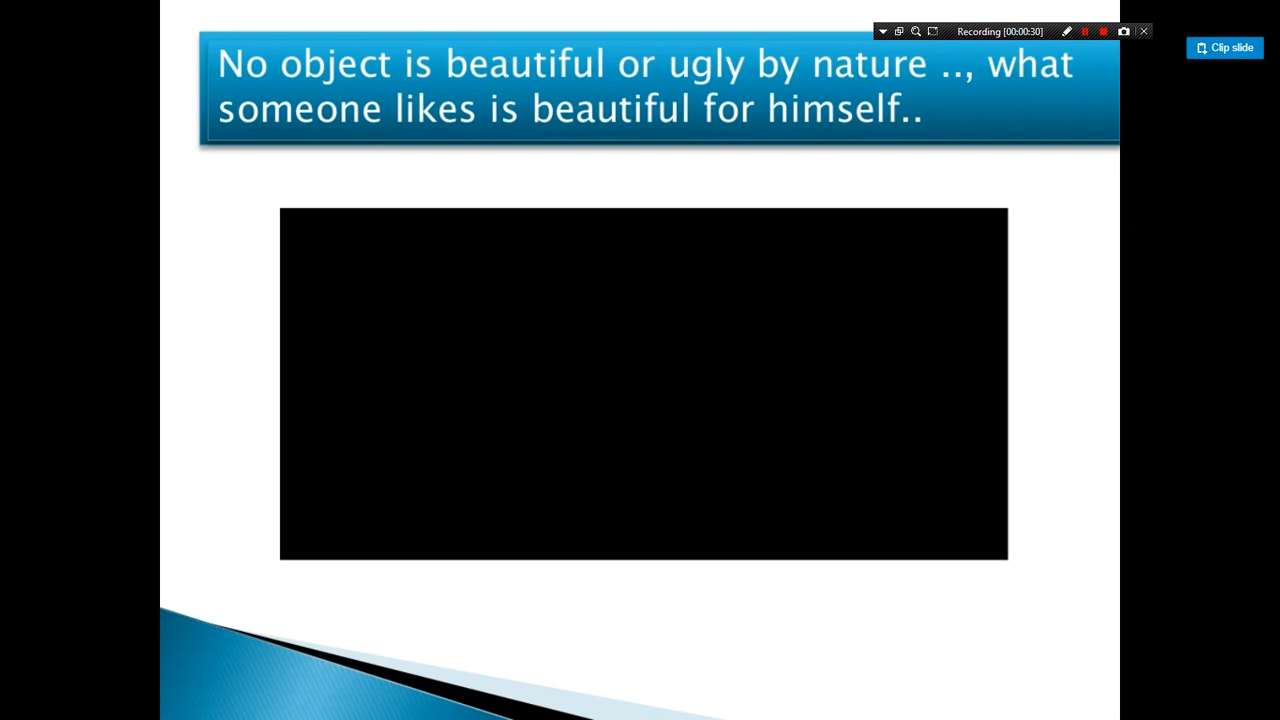 Recording [00:00:30]
Clip slide
No object is beautiful or ugly by nature .., what
someone likes is beautiful for himself..